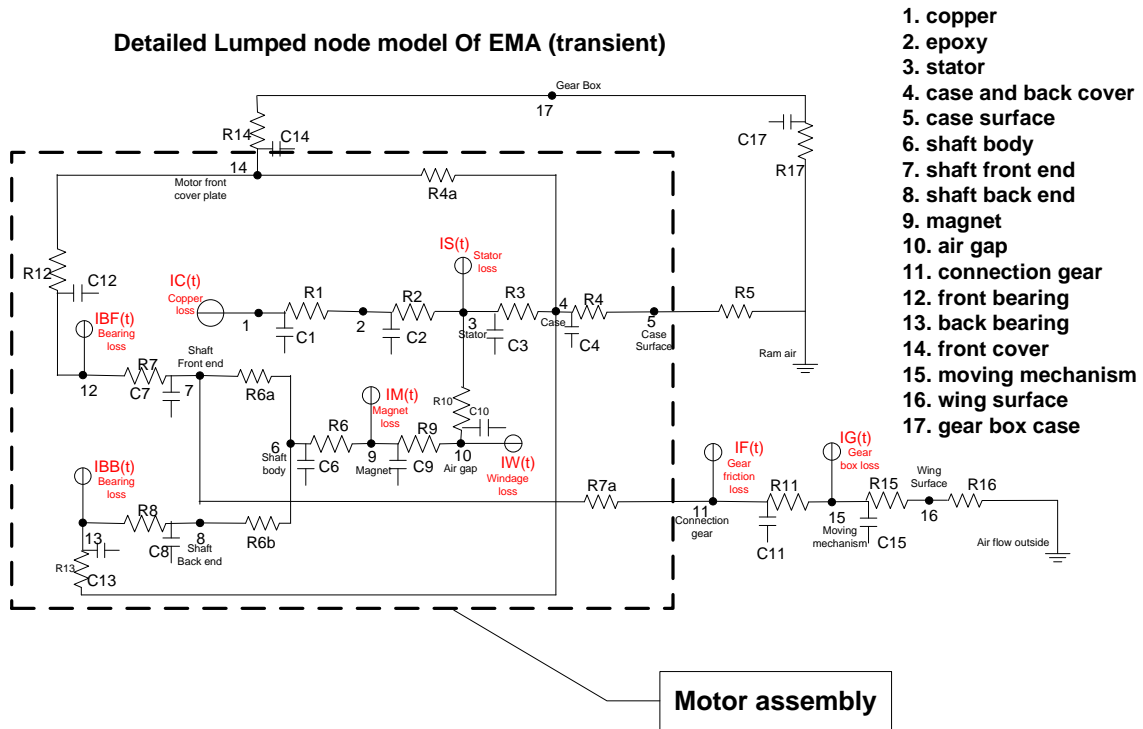 Detailed Lumped node model Of EMA (transient)
1. copper
2. epoxy
3. stator
4. case and back cover
5. case surface
6. shaft body
7. shaft front end
8. shaft back end
9. magnet
10. air gap
11. connection gear
12. front bearing
13. back bearing
14. front cover
15. moving mechanism
16. wing surface
17. gear box case
Gear Box
17
R14
C14
C17
R17
14
Motor front
cover plate
R4a
R12
C12
IS(t)
Stator
loss
IC(t)
Copper
loss
R1
R2
R3
4
R4
R5
1
C1
2
C2
3
Stator
C3
Case
C4
5
Case
Surface
Ram air
IBF(t)
Bearing
loss
Shaft
Front end
12
R7
C7
7
R6a
IM(t)
Magnet
loss
R10
C10
6
R6
R9
Shaft
body
C6
9
Magnet
C9
10
Air gap
IW(t)
Windage
loss
IBB(t)
Bearing
loss
13
R8
C8
8
Shaft
Back end
R6b
R13
C13
R7a
IF(t)
Gear
friction
loss
IG(t)
Gear
box loss
11
Connection
gear
R11
C11
15
Moving
mechanism
R15
C15
Wing
Surface
16
R16
Air flow outside
Motor assembly